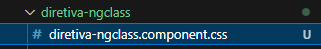 diretiva-ngclass
# diretiva-ngclass.component.css U